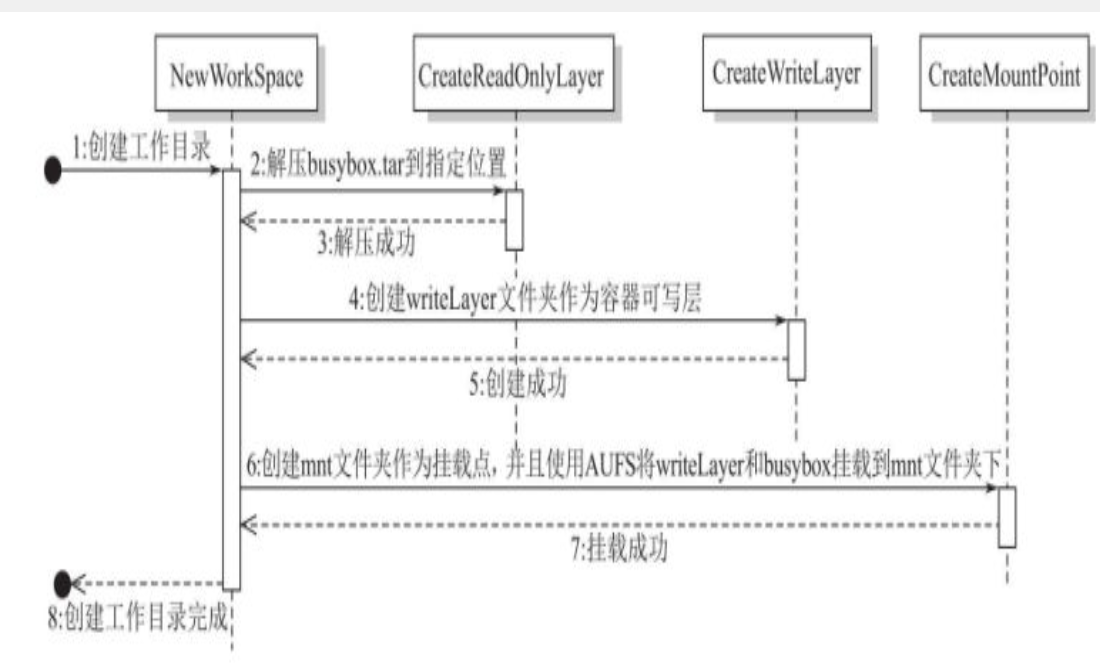 NewWorkSpace
CreateReadOnlyLayer
CreateWriteLayer
CreateMountPoint
1:创建工作目录
2:解压busybox.tar到指定位置
3:解压成功
4:创建writeLayer文件夹作为容器可写层
5:创建成功
6:创建mnt文件夹作为挂载点,并且使用AUFS将writeLayer和busybox挂载到mnt文件夹下
7:挂载成功
8:创建工作目录完成